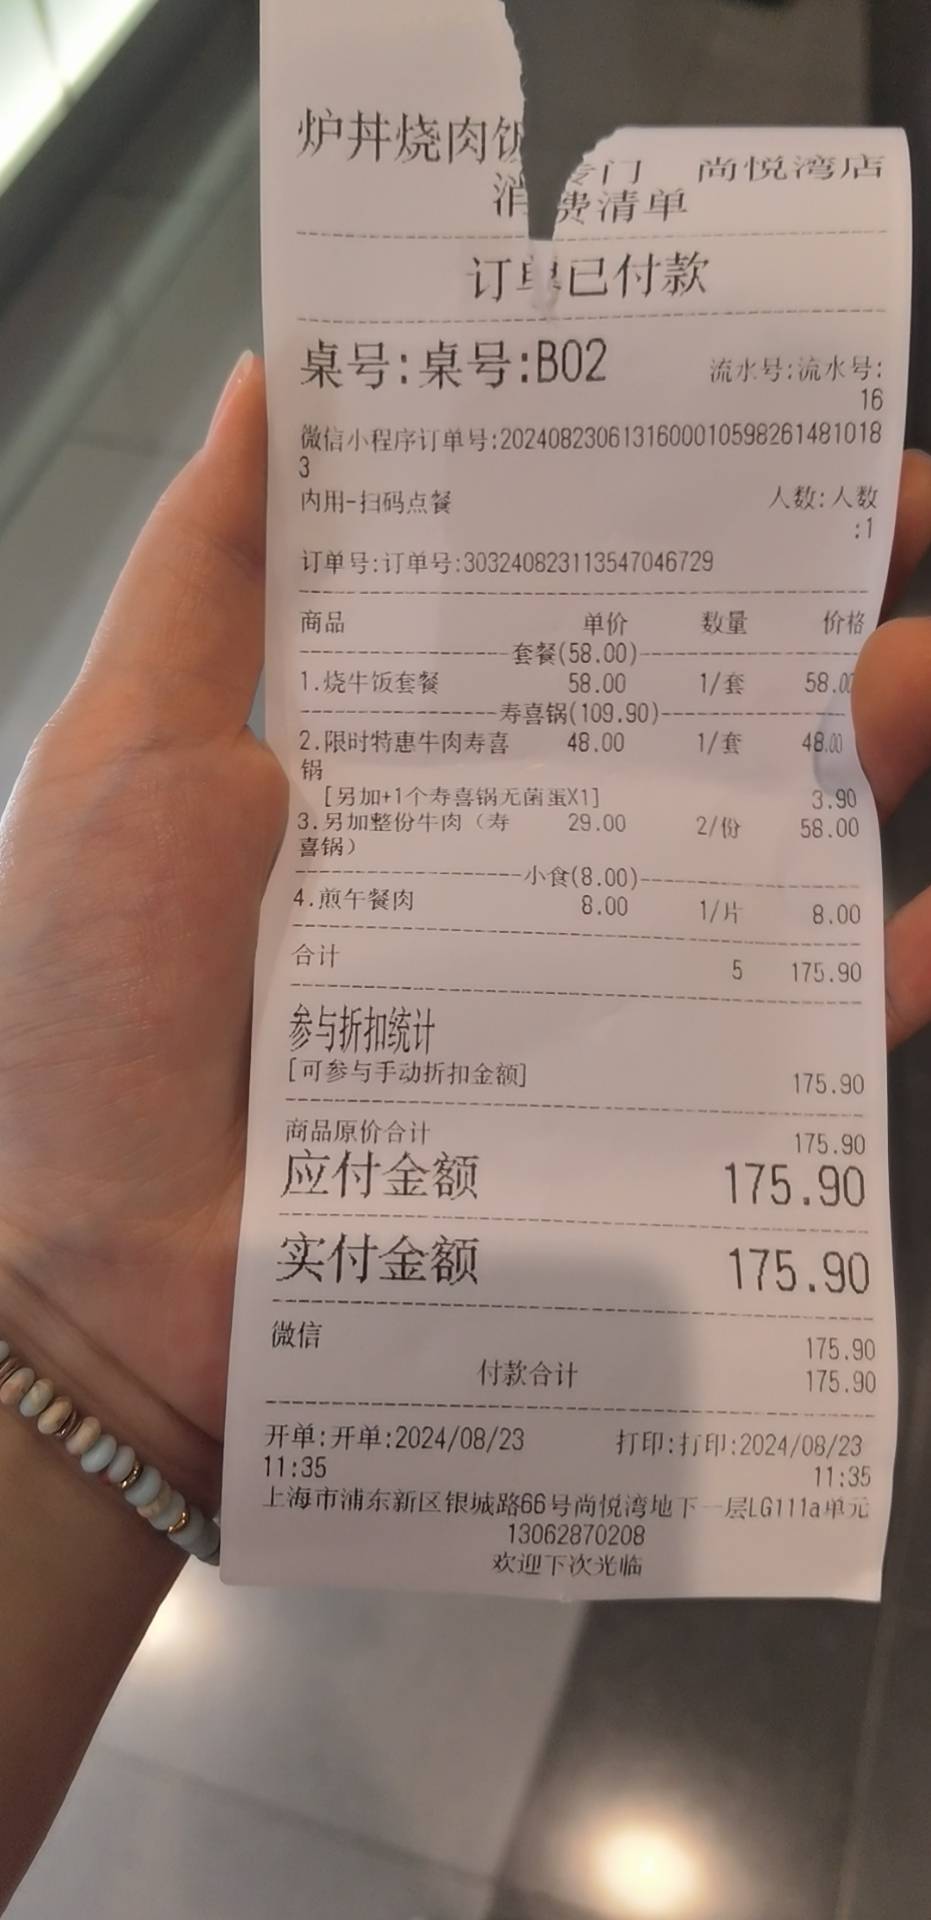 炉丼烧肉饭 专门 尚悦湾店
消费清单
订单已付款
桌号:桌号:B02 流水号:流水号:
16
微信小程序订单号:2024082306131600010598261481018
3
内用-扫码点餐 人数:人数
:1
订单号:订单号:303240823113547046729
商品 单价 数量 价格
套餐(58.00)
1.烧牛饭套餐 58.00 1/套 58.00
寿喜锅(109.90)
2.限时特惠牛肉寿喜 48.00 1/套 48.00
锅
[另加+1个寿喜锅无菌蛋X1] 3.90
3.另加整份牛肉（寿 29.00 2/份 58.00
喜锅）
小食(8.00)
4.煎午餐肉 8.00 1/片 8.00
合计 5 175.90
参与折扣统计
[可参与手动折扣金额] 175.90
商品原价合计 175.90
应付金额 175.90
实付金额 175.90
微信 175.90
付款合计 175.90
开单:开单:2024/08/23 打印:打印:2024/08/23
11:35 11:35
上海市浦东新区银城路66号尚悦湾地下一层LG111a单元
13062870208
欢迎下次光临